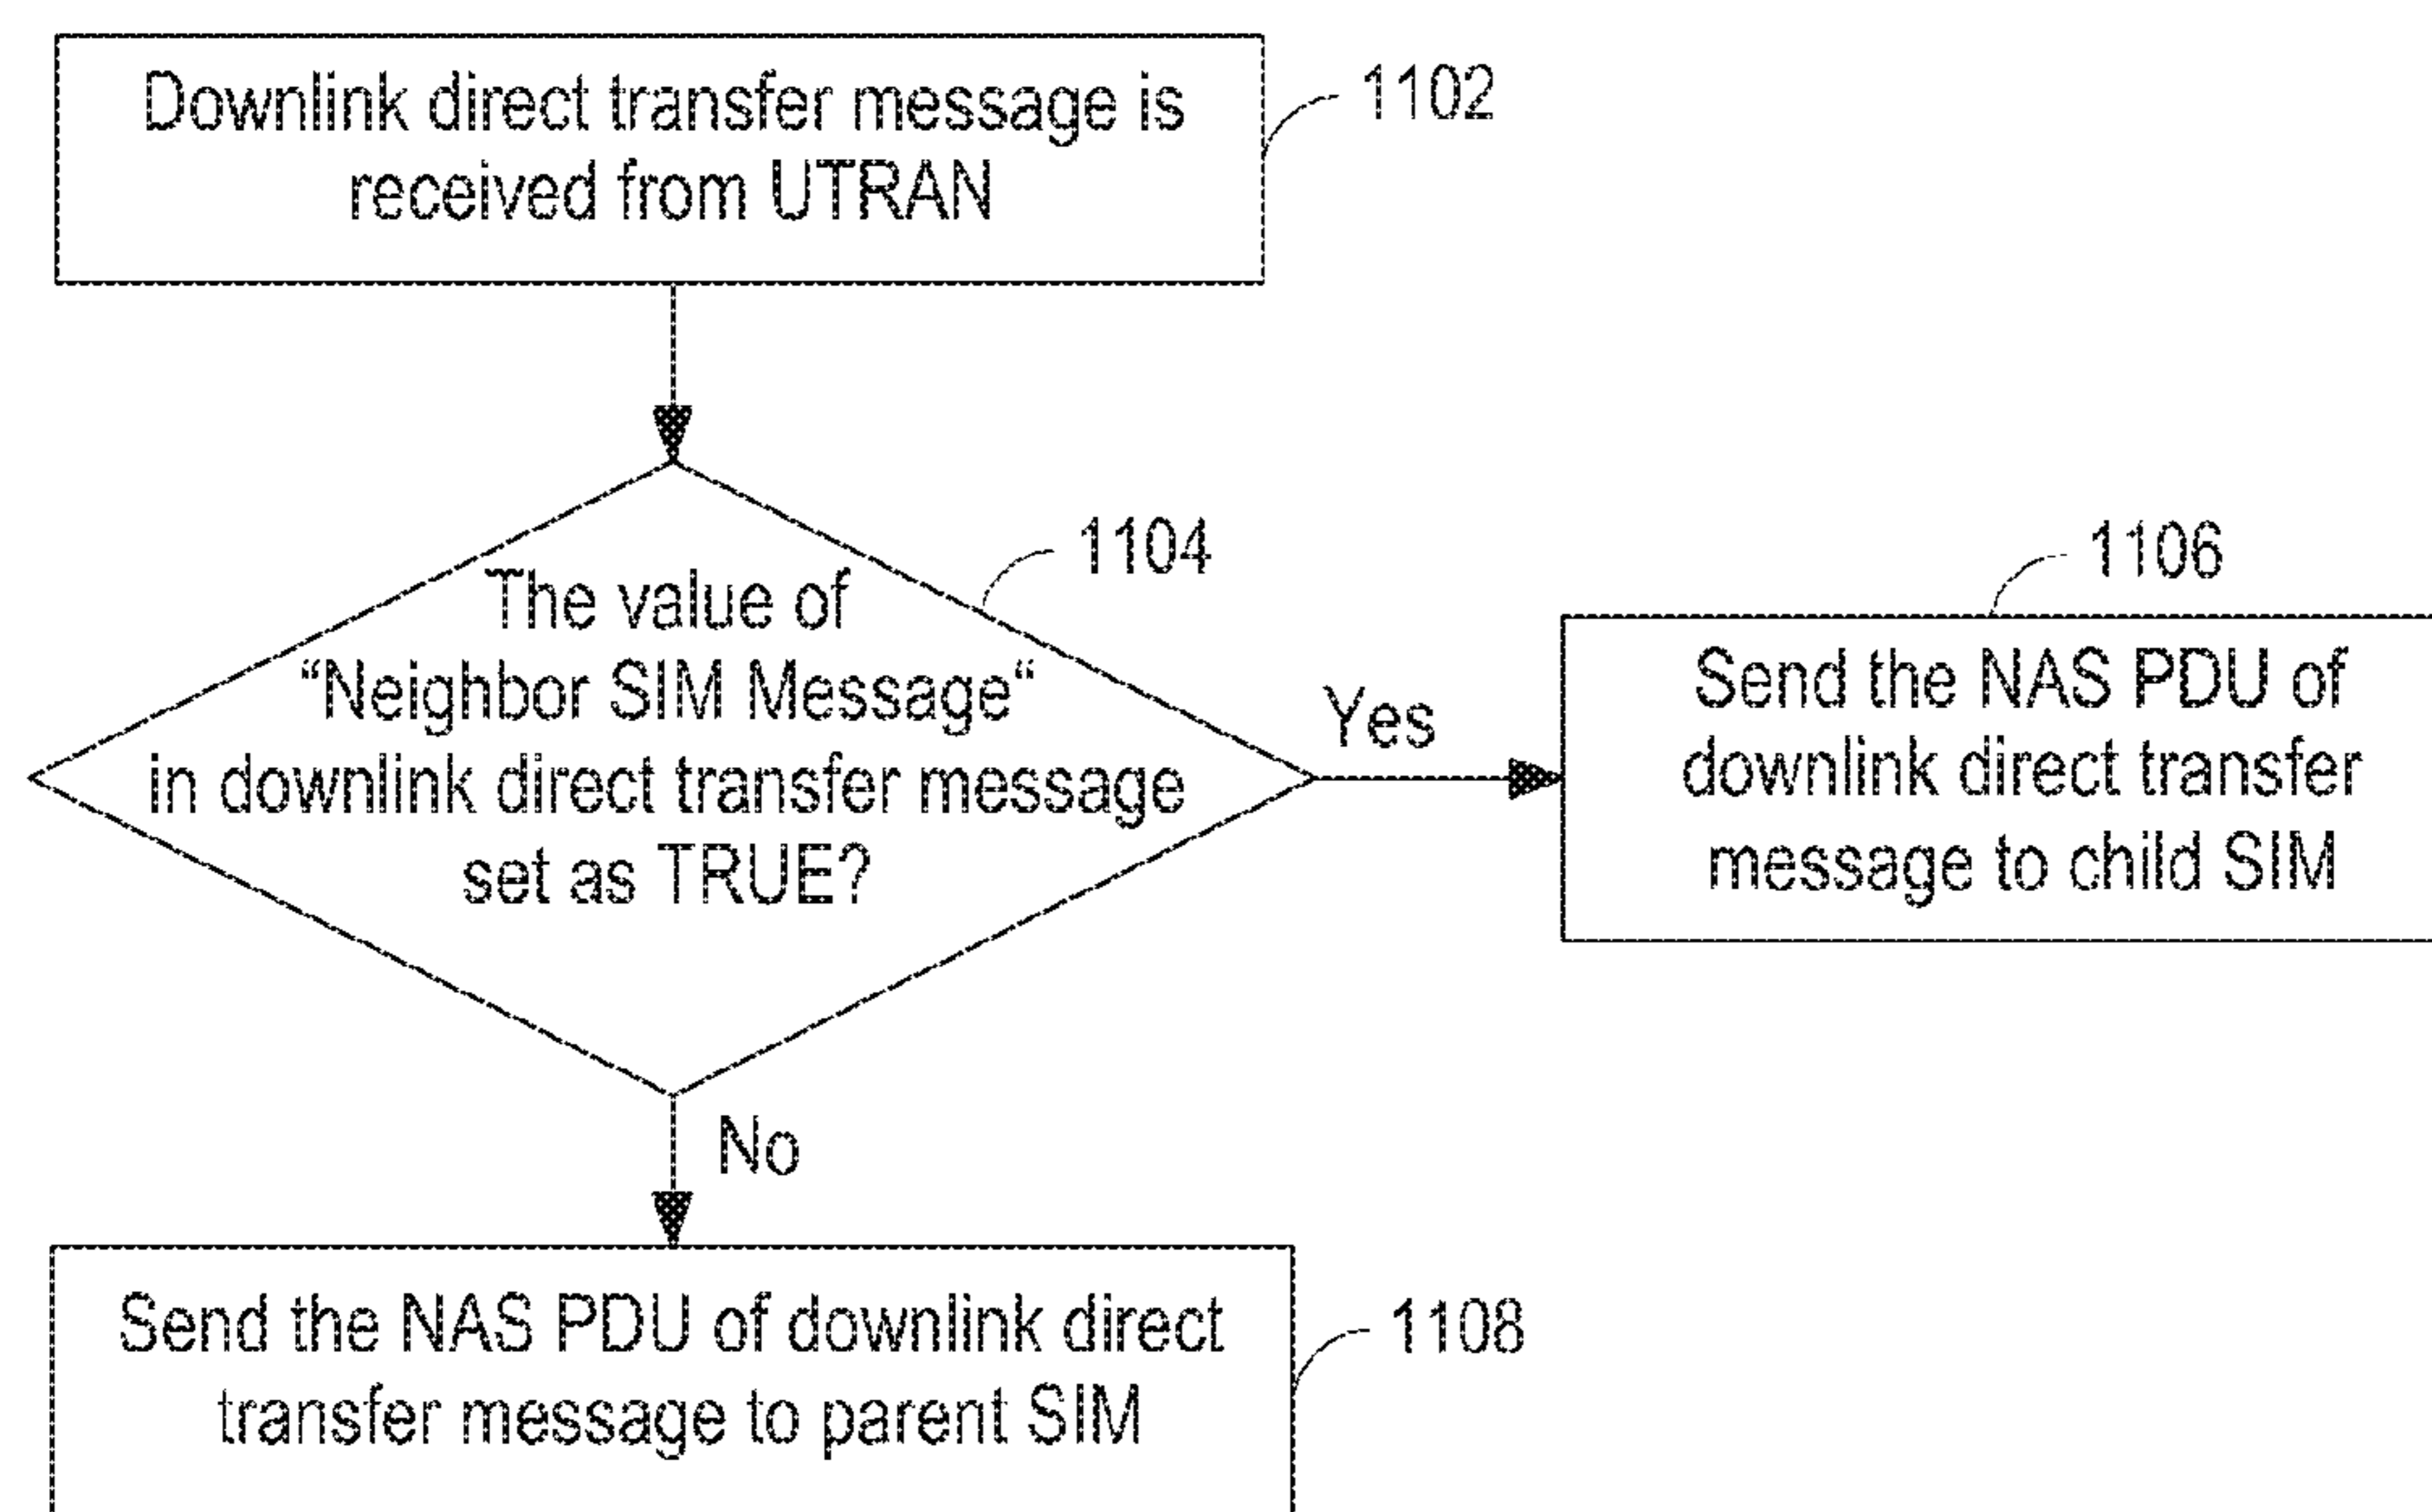 Downlink direct transfer message is
received from UTRAN
1102
The value of
“Neighbor SIM Message“
in downlink direct transfer message
set as TRUE?
1104
Yes
1106
Send the NAS PDU of
downlink direct transfer
message to child SIM
No
Send the NAS PDU of downlink direct
transfer message to parent SIM
1108